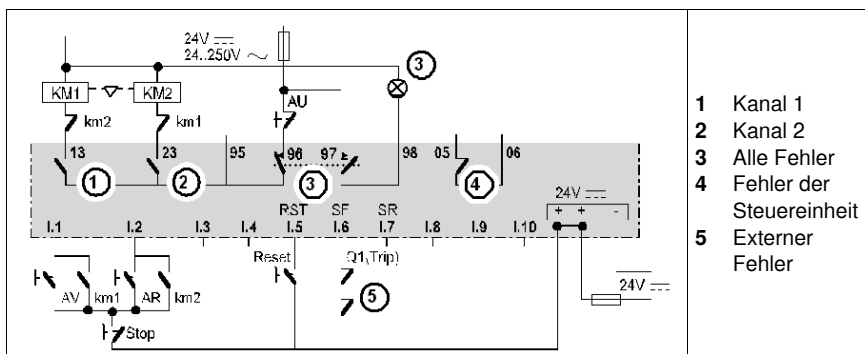 24V
24..250V
3
KM1
KM2
AU
km2
km1
13
23
95
96
97
98
05
06
1
2
3
4
24V
+ + -
RST SF SR
I.1 I.2 I.3 I.4 I.5 I.6 I.7 I.8 I.9 I.10
Reset
Q1(Trip)
AV km1 AR km2
5
24V
Stop
1 Kanal 1
2 Kanal 2
3 Alle Fehler
4 Fehler der
Steuereinheit
5 Externer
Fehler